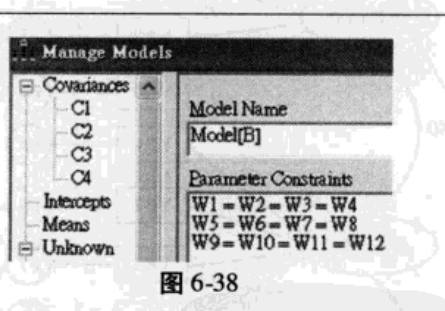 Manage Models
Covariances
C1
C2
C3
C4
Intercepts
Means
Unknown
Model Name
Model[B]
Parameter Constraints
W1=W2=W3=W4
W5=W6=W7=W8
W9=W10=W11=W12
图 6-38